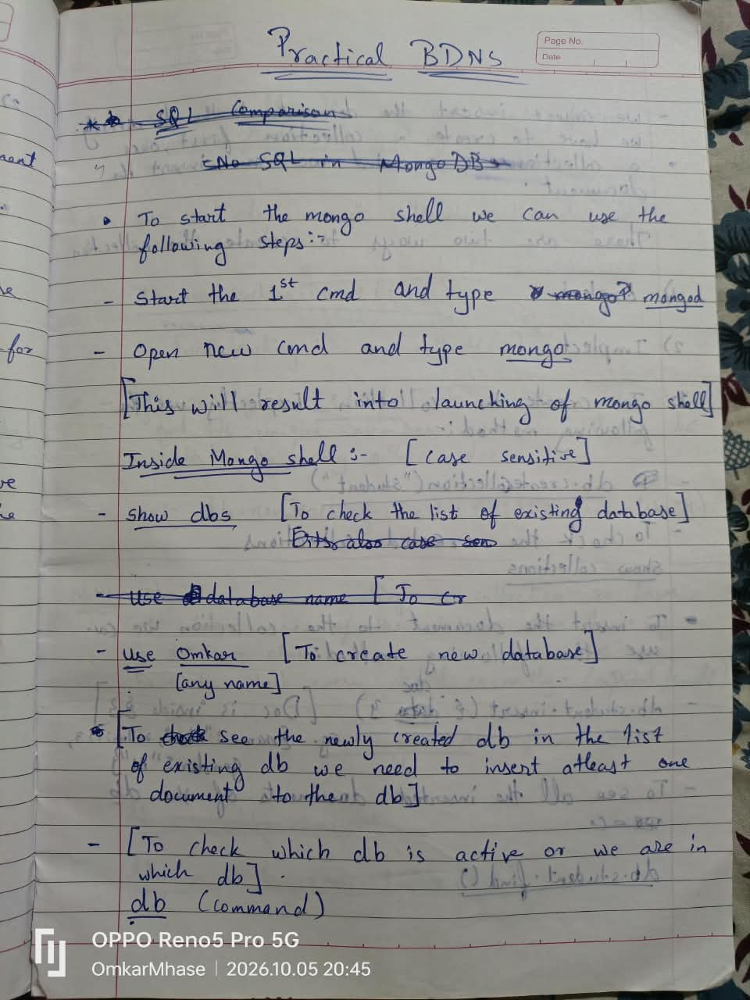 Practical BDNS
Page No.
Date
SQL Comparison
No SQL in MongoDB
• To start the mongo shell we can use the
following steps:-
- Start the 1st cmd and type mongo mongod
- Open new cmd and type mongo
[This will result into launching of mongo shell]
Inside Mongo shell :- [case sensitive]
- show dbs [To check the list of existing database]
Its also case sen
- use database name [To cr
- use Omkar [To create new database]
[any name]
• [To check see the newly created db in the list
of existing db we need to insert atleast one
document to the db]
- [To check which db is active or we are in
which db].
db (command)
ment
for
OPPO Reno5 Pro 5G
OmkarMhase | 2026.10.05 20:45